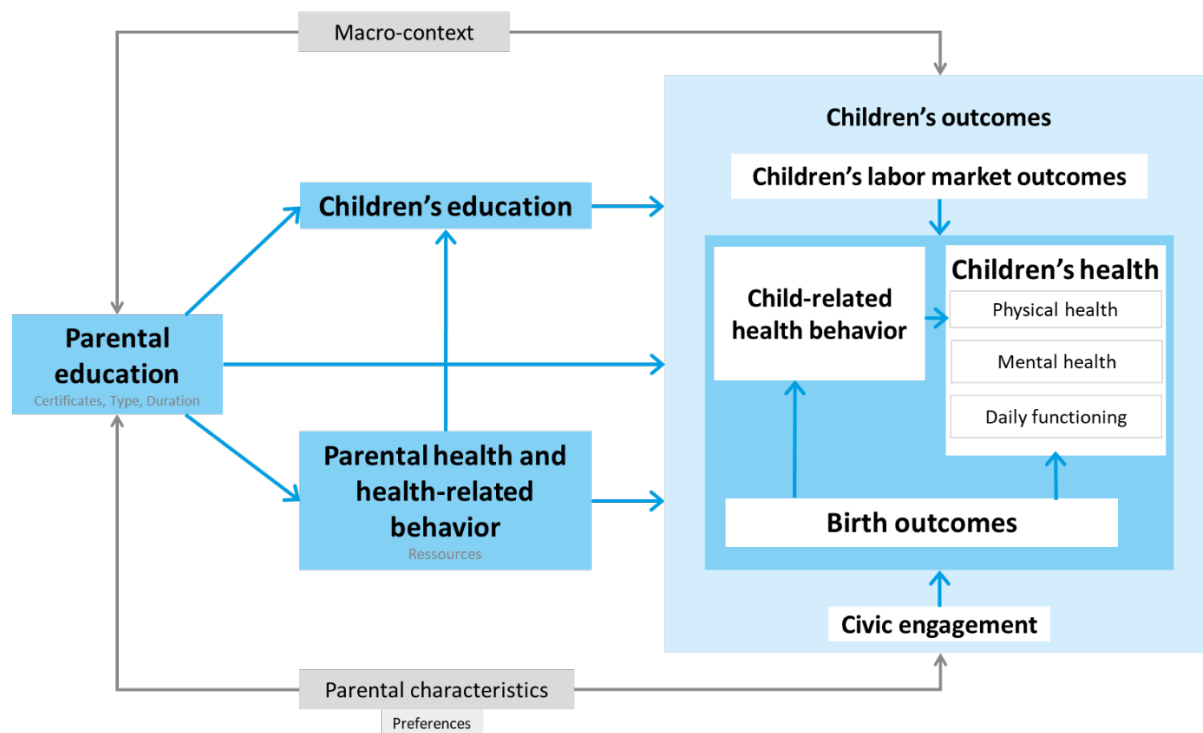 Macro-context
Children’s outcomes
Children’s labor market outcomes
Children’s education
Children’s health
Child-related
health behavior
Physical health
Mental health
Daily functioning
Parental
education
Certificates, Type, Duration
Parental health and
health-related
behavior
Ressources
Birth outcomes
Civic engagement
Parental characteristics
Preferences